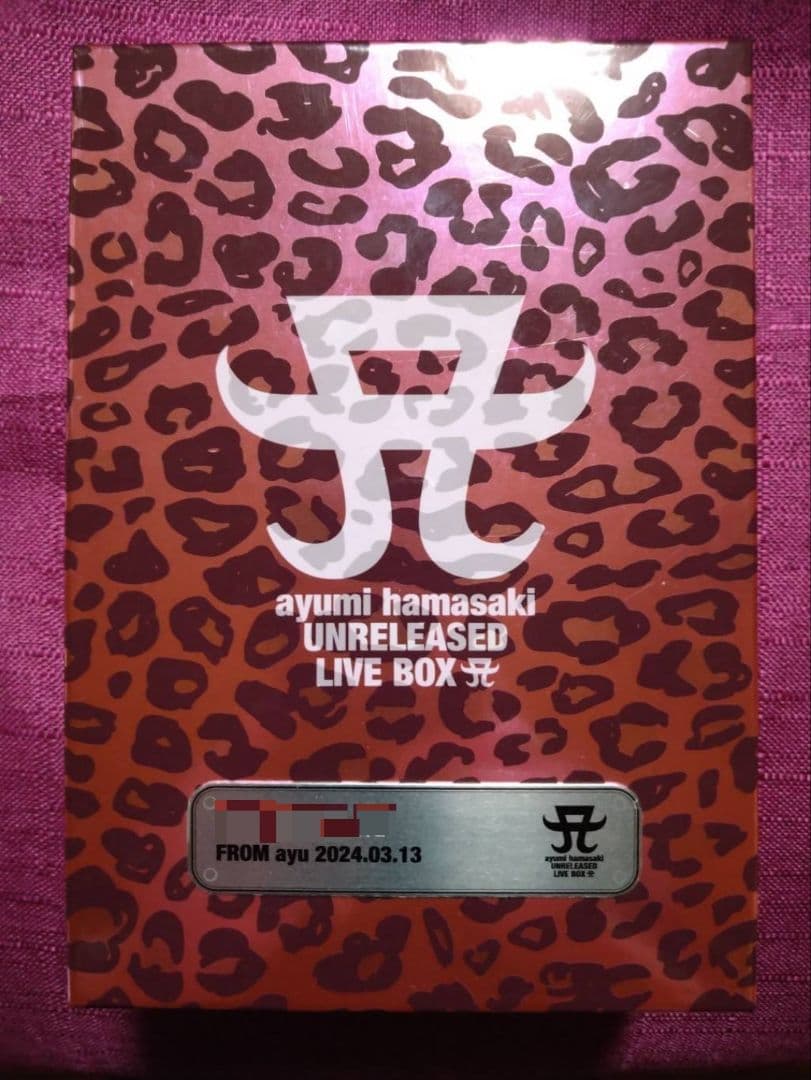 ayumi hamasaki
UNRELEASED
LIVE BOX
FROM ayu 2024.03.13
ayumi hamasaki
UNRELEASED
LIVE BOX